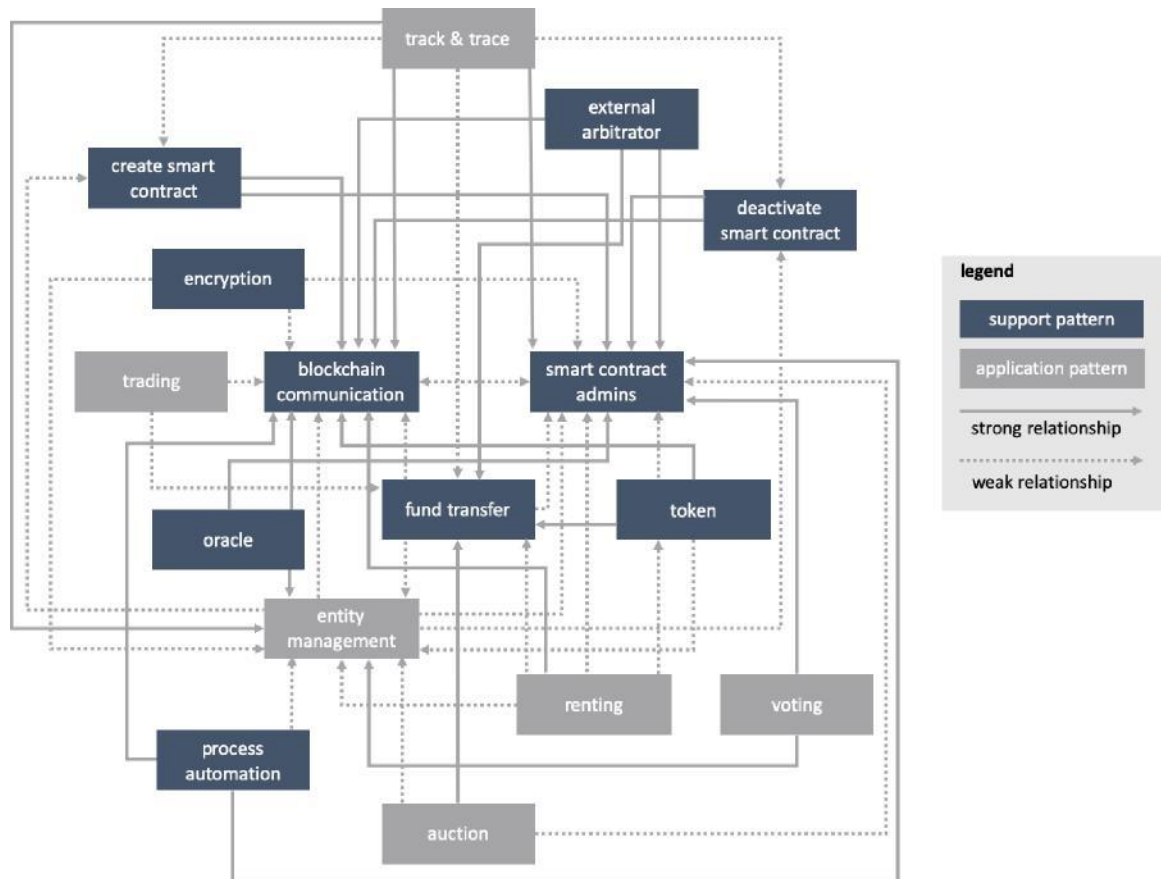 track & trace
external
arbitrator
create smart
contract
deactivate
smart contract
encryption
legend
support pattern
trading
blockchain
communication
smart contract
admins
application pattern
strong relationship
weak relationship
fund transfer
token
oracle
entity
management
renting
voting
process
automation
auction